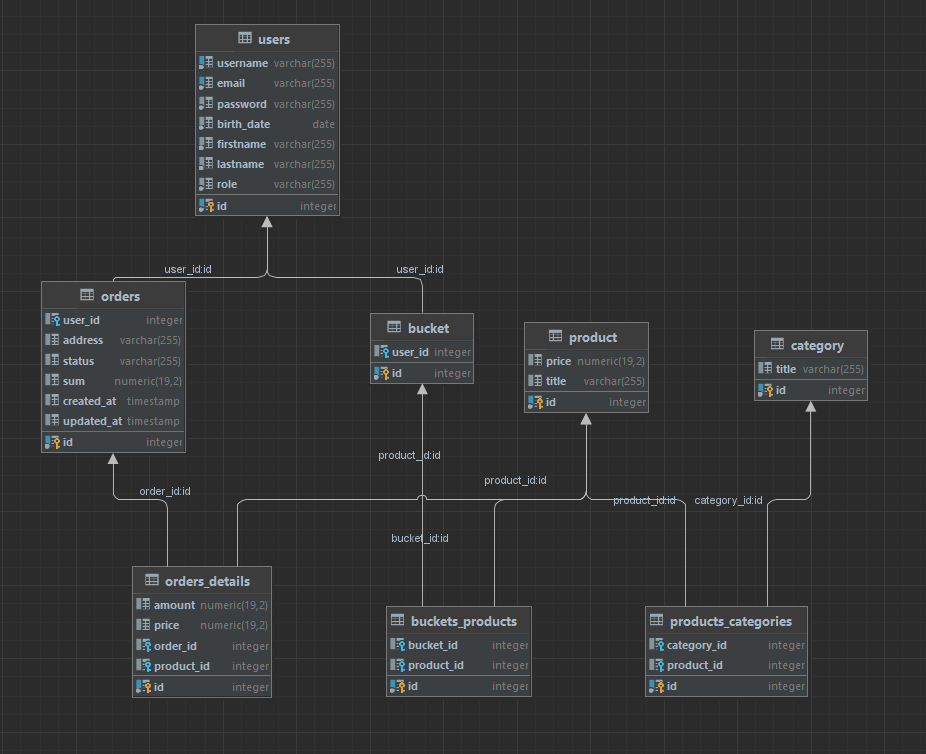 users
username varchar(255)
email varchar(255)
password varchar(255)
birth_date date
firstname varchar(255)
lastname varchar(255)
role varchar(255)
id integer
user_id:id
user_id:id
orders
user_id integer
address varchar(255)
status varchar(255)
sum numeric(19,2)
created_at timestamp
updated_at timestamp
id integer
bucket
user_id integer
id integer
product
price numeric(19,2)
title varchar(255)
id integer
category
title varchar(255)
id integer
product_id:id
product_id:id
order_id:id
product_id:id
category_id:id
bucket_id:id
orders_details
amount numeric(19,2)
price numeric(19,2)
order_id integer
product_id integer
id integer
buckets_products
bucket_id integer
product_id integer
id integer
products_categories
category_id integer
product_id integer
id integer